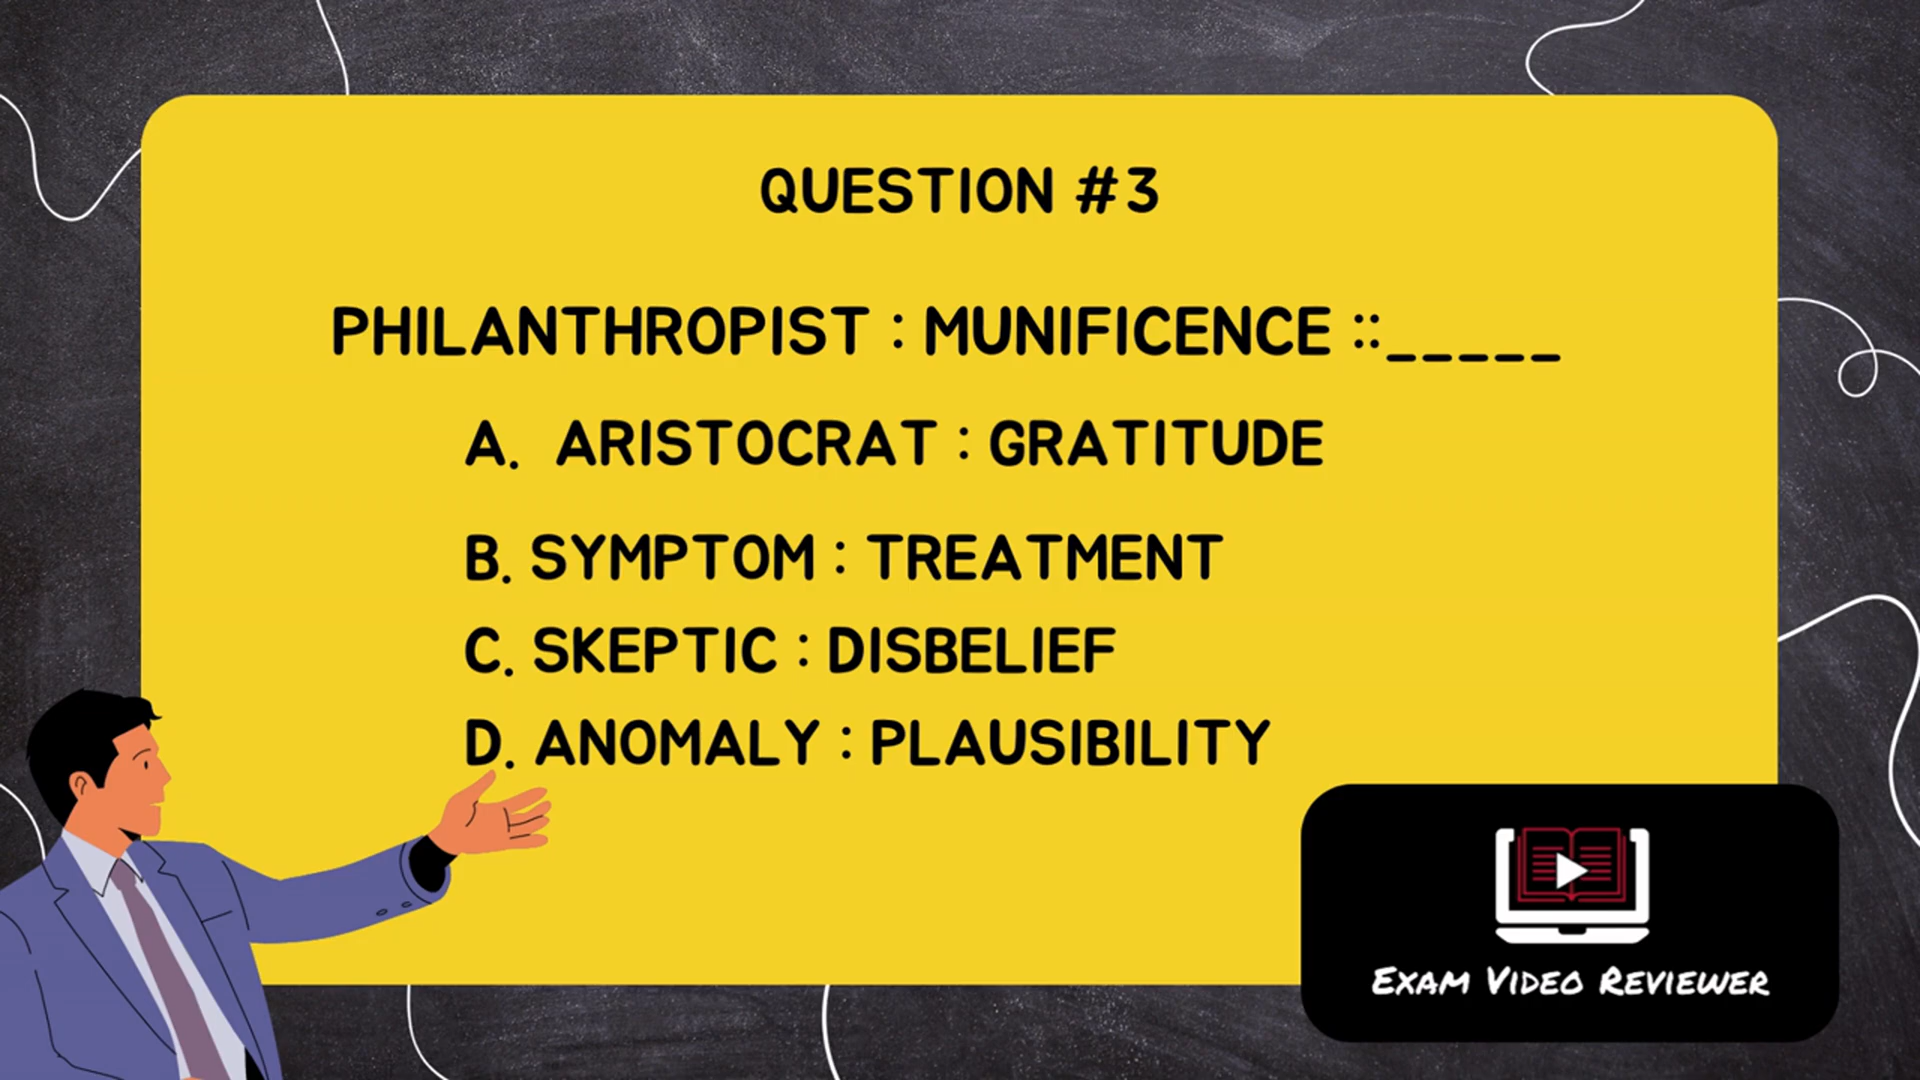 QUESTION #3
PHILANTHROPIST : MUNIFICENCE ::_____
A. ARISTOCRAT : GRATITUDE
B. SYMPTOM : TREATMENT
C. SKEPTIC : DISBELIEF
D. ANOMALY : PLAUSIBILITY
EXAM VIDEO REVIEWER